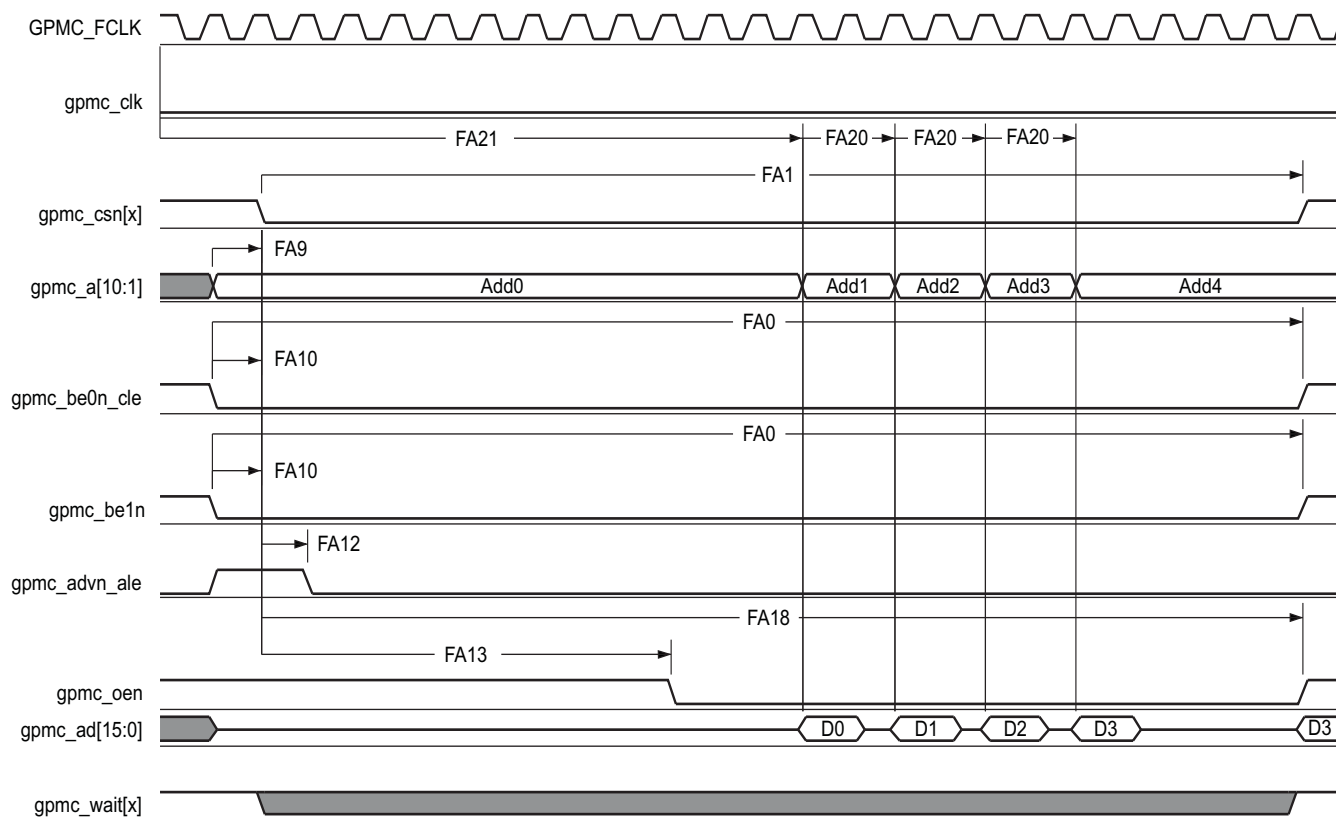 GPMC_FCLK
gpmc_clk
FA21 FA20 FA20 FA20
FA1
gpmc_csn[x]
FA9
gpmc_a[10:1] Add0 Add1 Add2 Add3 Add4
FA0
FA10
gpmc_be0n_cle
FA0
FA10
gpmc_be1n
FA12
gpmc_advn_ale
FA18
FA13
gpmc_oen
gpmc_ad[15:0] D0 D1 D2 D3 D3
gpmc_wait[x]